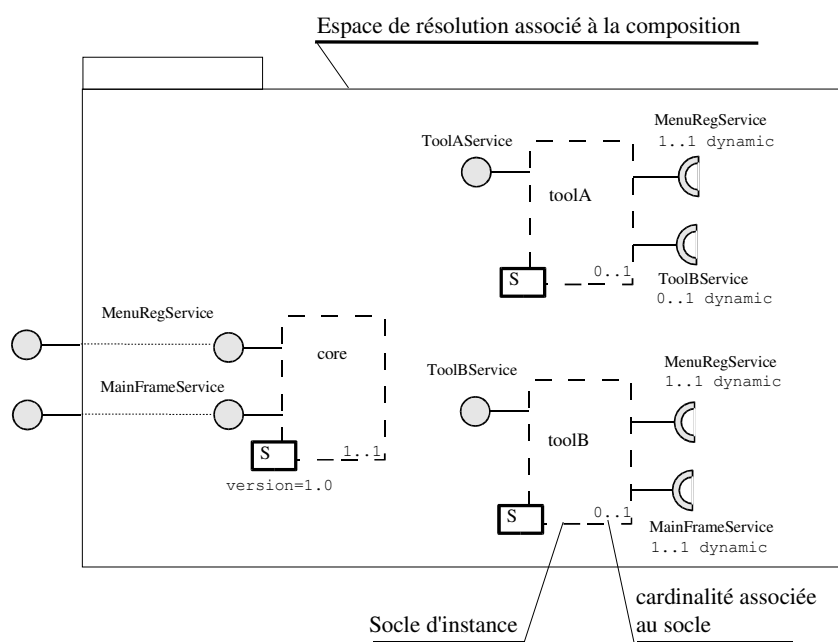 Espace de résolution associé à la composition
MenuRegService
1..1 dynamic
ToolAService
toolA
S
0..1
ToolBService
0..1 dynamic
MenuRegService
core
MainFrameService
S
1..1
version=1.0
MenuRegService
1..1 dynamic
ToolBService
toolB
S
0..1
MainFrameService
1..1 dynamic
Socle d'instance
cardinalité associée
au socle